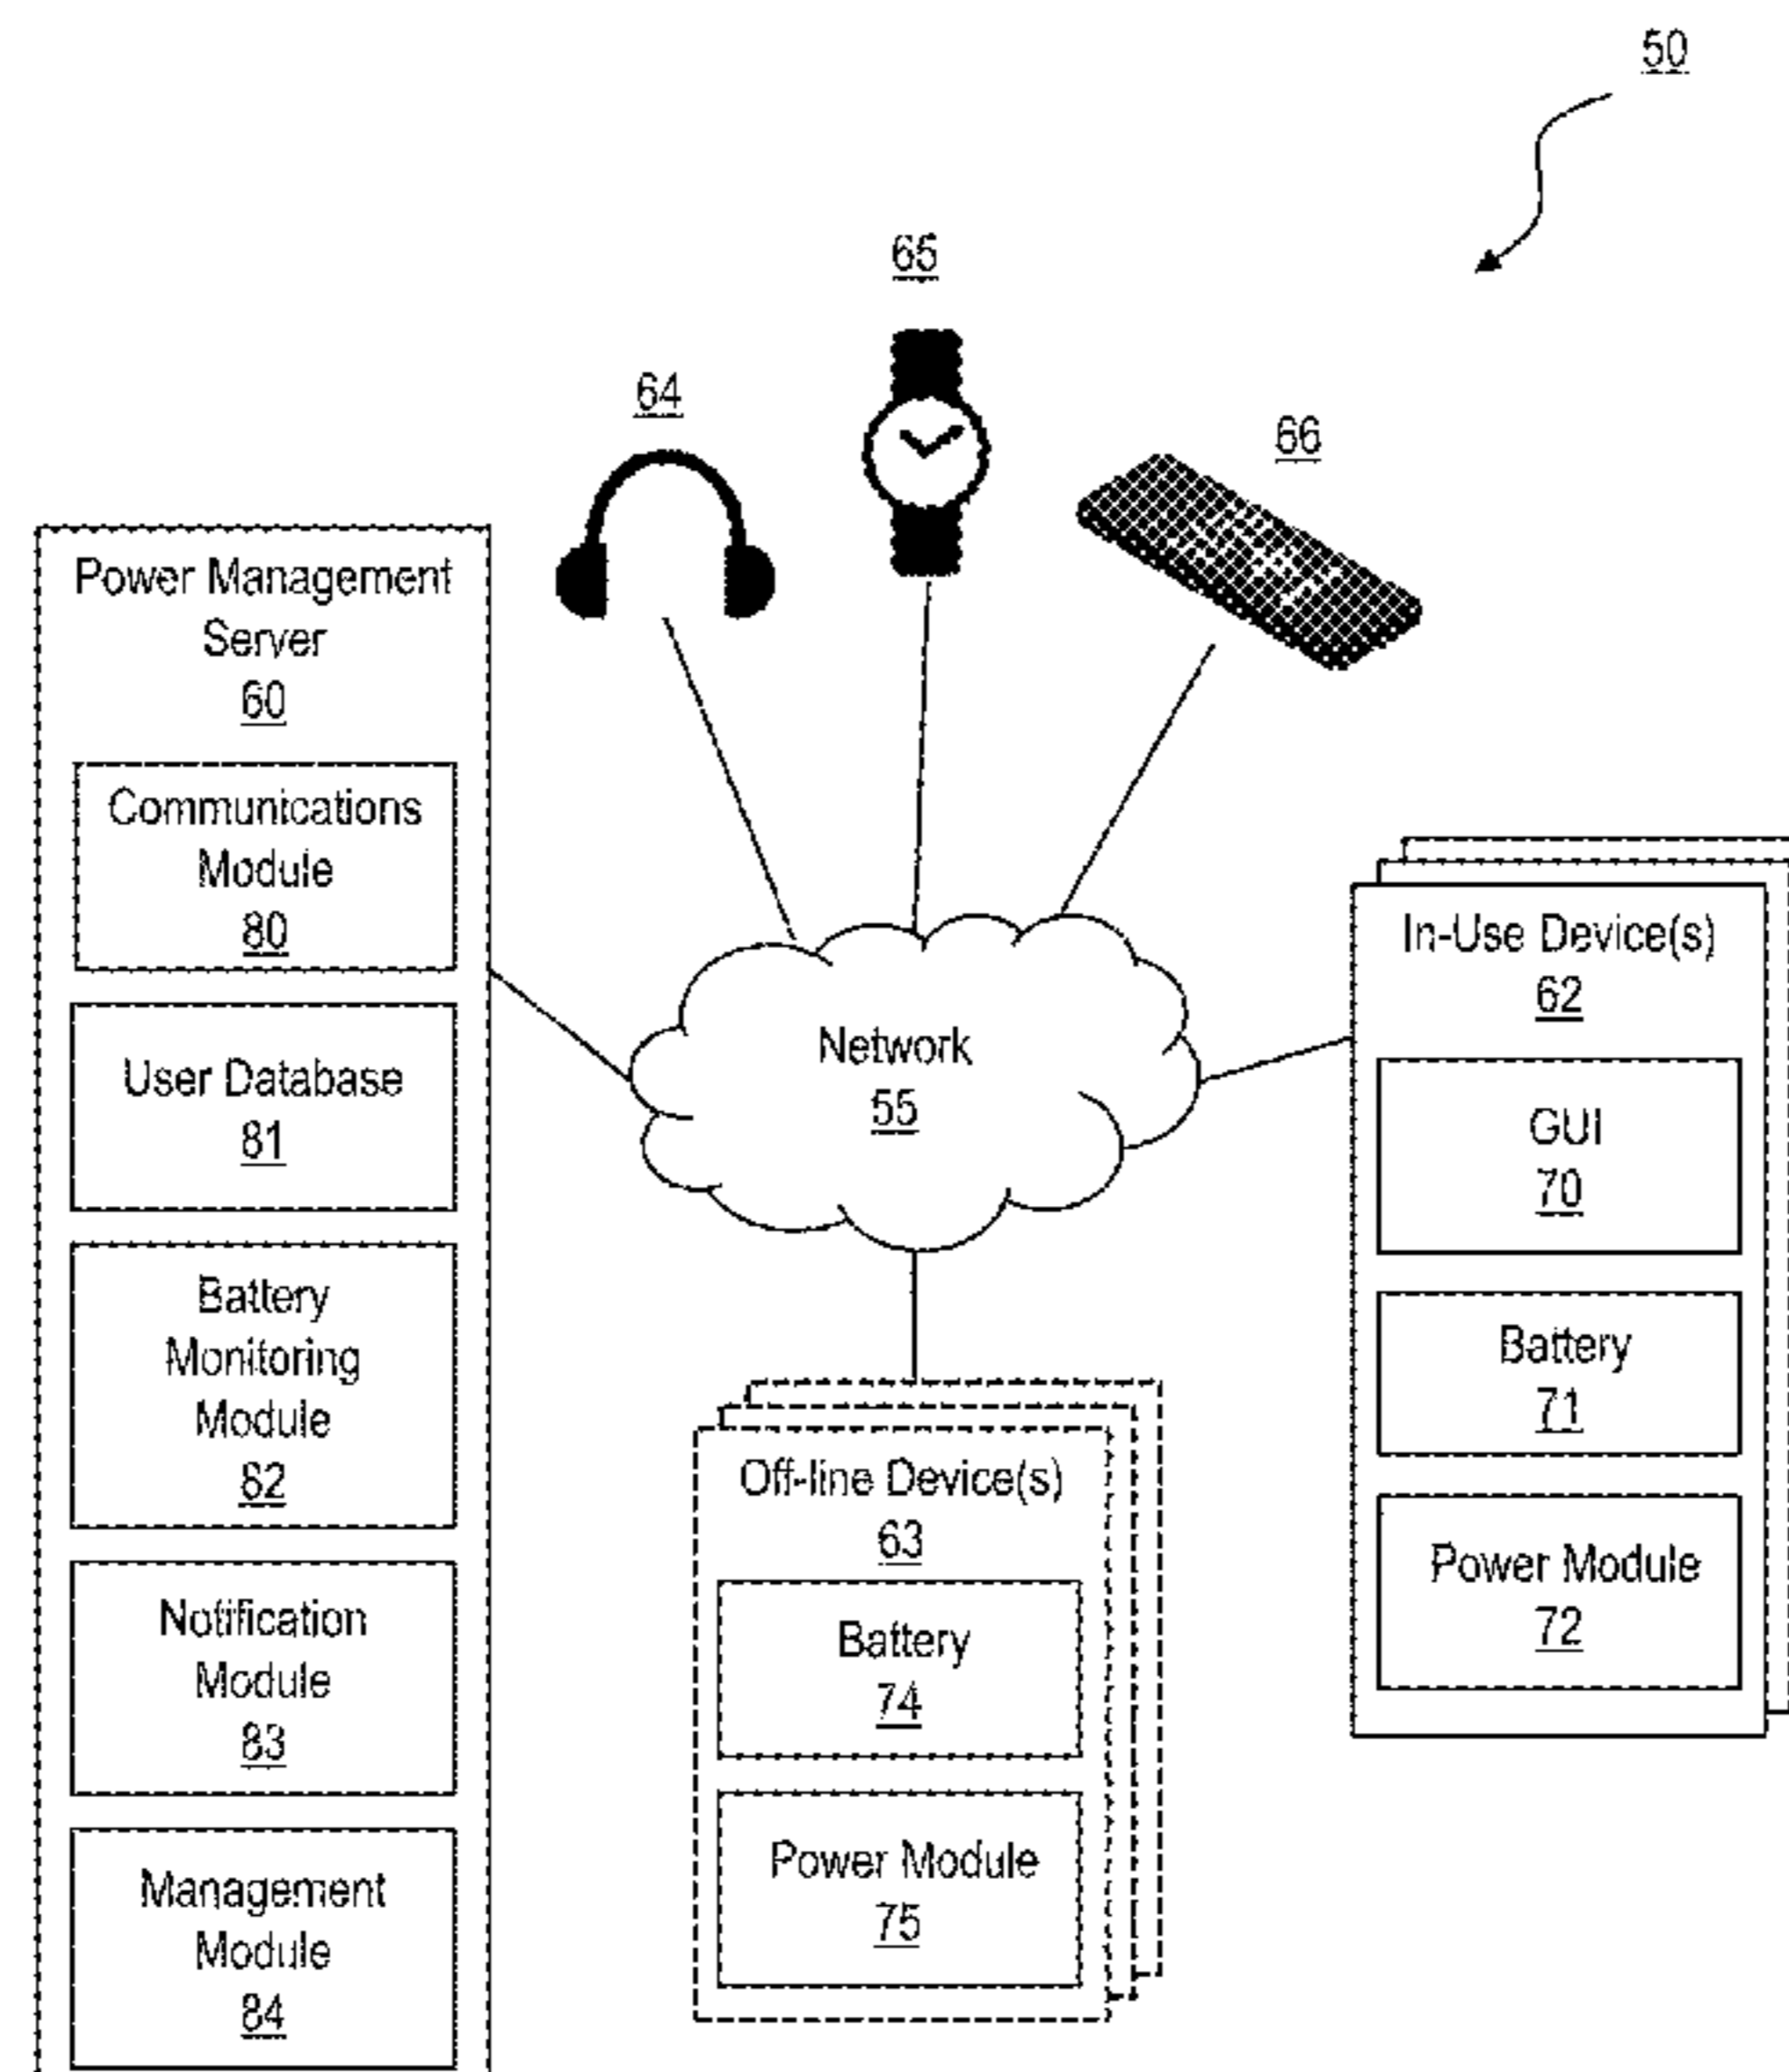 50
65
64
66
Power Management
Server
60
Communications
Module
80
User Database
81
Battery
Monitoring
Module
82
Notification
Module
83
Management
Module
84
Network
55
In-Use Device(s)
62
GUI
70
Battery
71
Power Module
72
Off-line Device(s)
63
Battery
74
Power Module
75